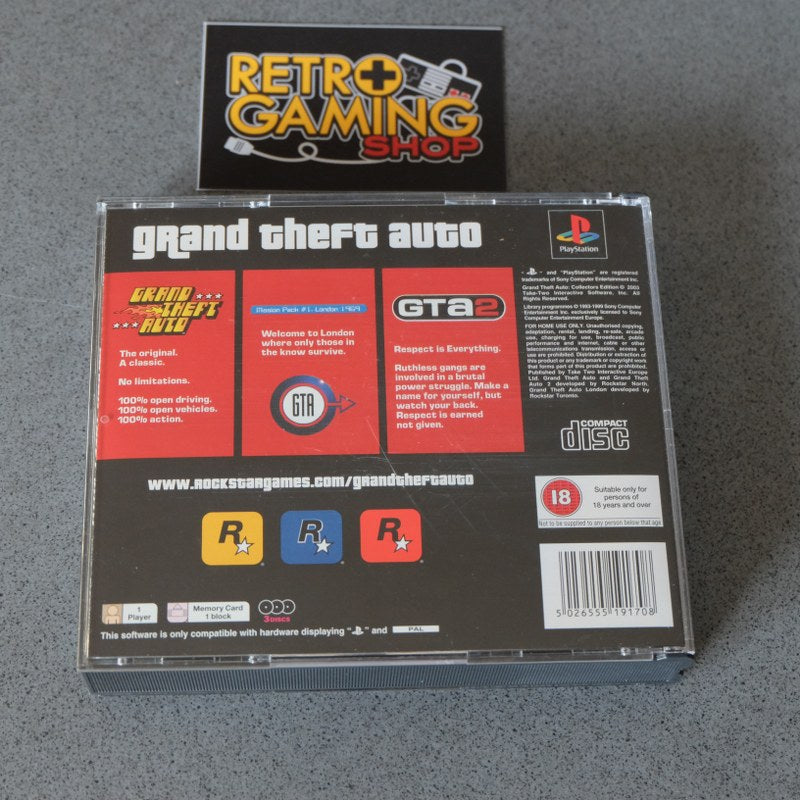 RETRO
GAMING
SHOP
grand theft auto
PlayStation
GRAND
THEFT
AUTO
The original.
A classic.
No limitations.
100% open driving.
100% open vehicles.
100% action.
Mission Pack #1. London 1969
Welcome to London
where only those in
the know survive.
GTA
GTA2
Respect is Everything.
Ruthless gangs are
involved in a brutal
power struggle. Make a
name for yourself, but
watch your back.
Respect is earned
not given.
" " and "PlayStation" are registered
trademarks of Sony Computer Entertainment Inc.
Grand Theft Auto: Collectors Edition © 2003
Take-Two Interactive Software, Inc. All
Rights Reserved.
Library programmes © 1993-1999 Sony Computer
Entertainment Inc. exclusively licensed to Sony
Computer Entertainment Europe.
FOR HOME USE ONLY. Unauthorised copying,
adaptation, rental, lending, re-sale, arcade
use, charging for use, broadcast, public
performance and internet, cable or other
telecommunications transmission, access or
use are prohibited. Distribution or extraction of
this product or any trademark or copyright work
that forms part of this product are prohibited.
Published by Take Two Interactive Europe
Ltd. Grand Theft Auto and Grand Theft
Auto 2 developed by Rockstar North.
Grand Theft Auto London developed by
Rockstar Toronto.
COMPACT
disc
www.rockstargames.com/grandtheftauto
18
Suitable only for
persons of
18 years and over
Not to be supplied to any person below that age
R
R
R
1
Player
Memory Card
1 block
3 DISCS
This software is only compatible with hardware displaying " " and PAL
5 026555 191708